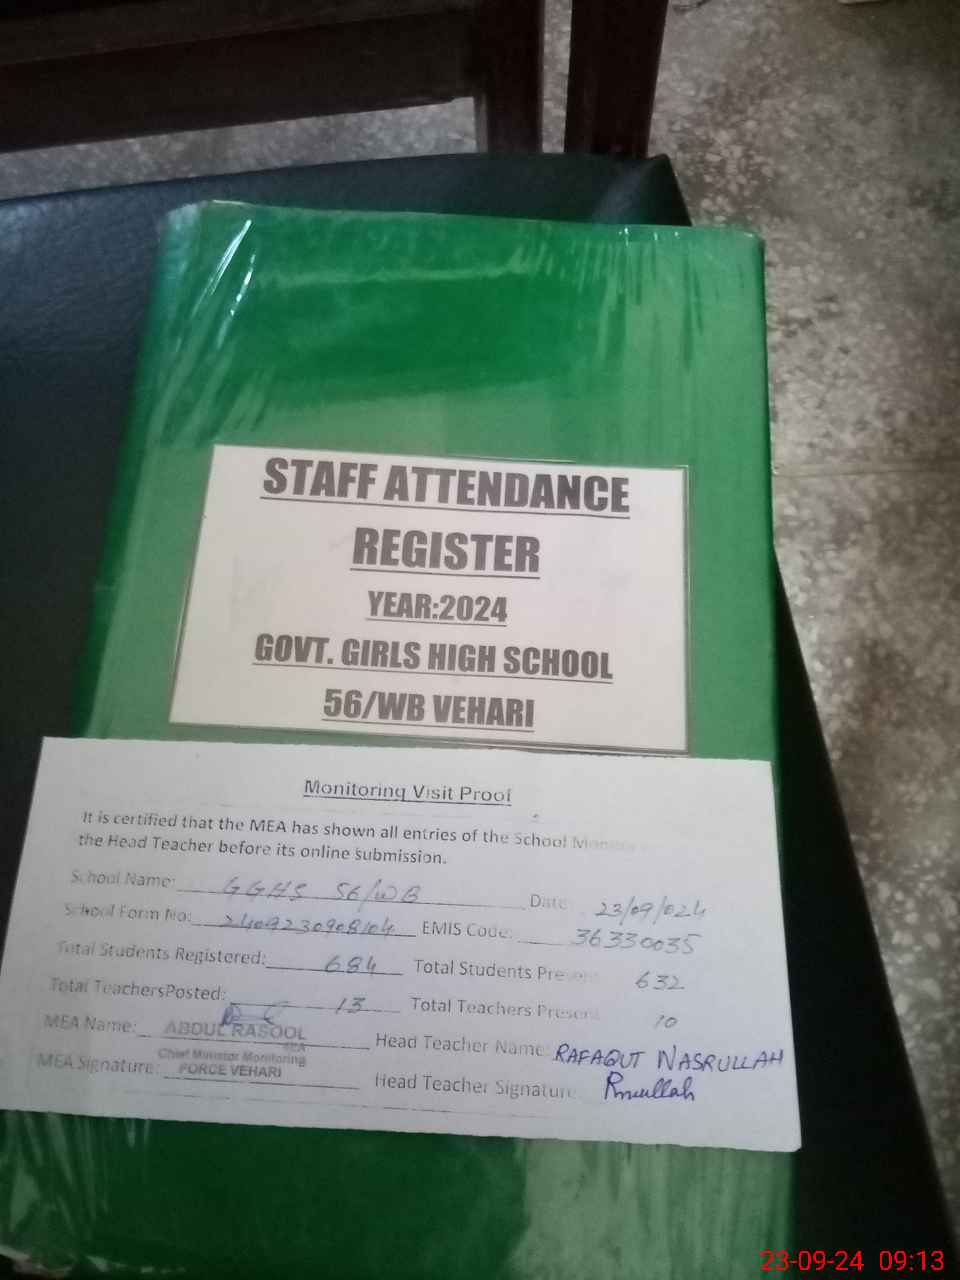 STAFF ATTENDANCE
REGISTER
YEAR:2024
GOVT. GIRLS HIGH SCHOOL
56/WB VEHARI
Monitoring Visit Proof
It is certified that the MEA has shown all entries of the School
the Head Teacher before its online submission.
School Name: GGHS 56/WB Date 23/09/024
School Form No: EMIS Code: 36330035
Total Students Registered: 684 Total Students Present 632
Total TeachersPosted: 13 Total Teachers Present 10
MEA Name: ABDUL RASOOL Head Teacher Name: RAFAQUT NASRULLAH
MEA
Chief Minister Monitoring
MEA Signature: FORCE VEHARI Head Teacher Signature:
23-09-24 09:13